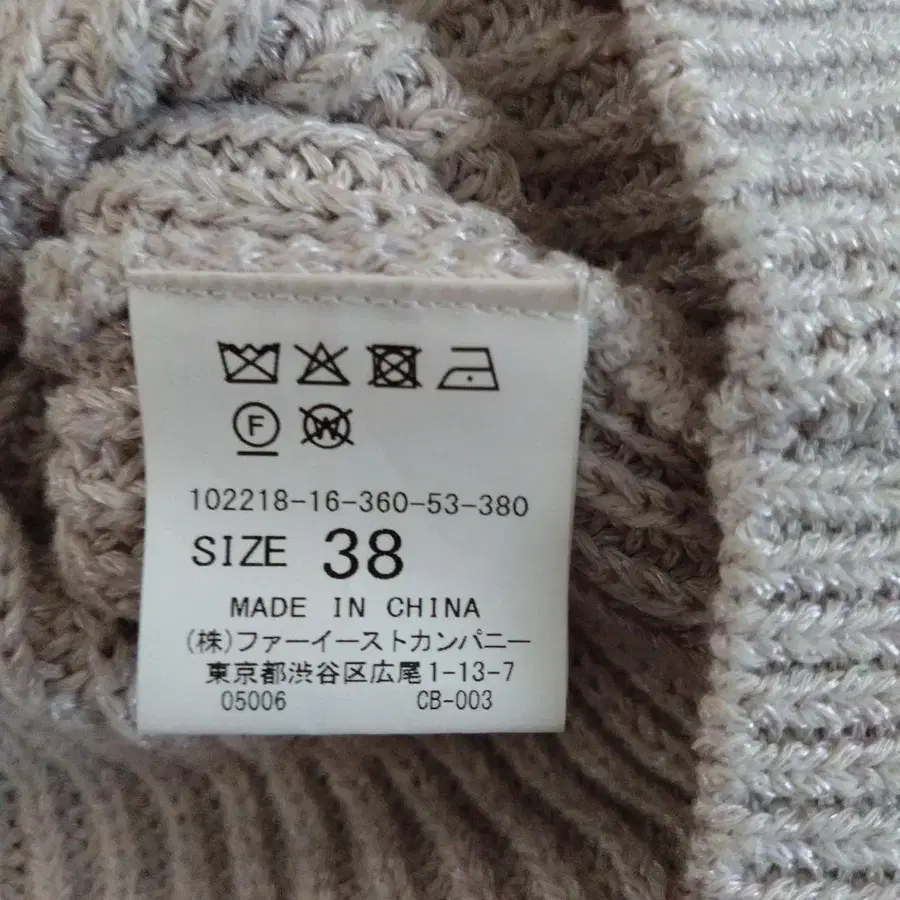 F W
102218-16-360-53-380
SIZE 38
MADE IN CHINA
(株)ファーイーストカンパニー
東京都渋谷区広尾1-13-7
05006 CB-003